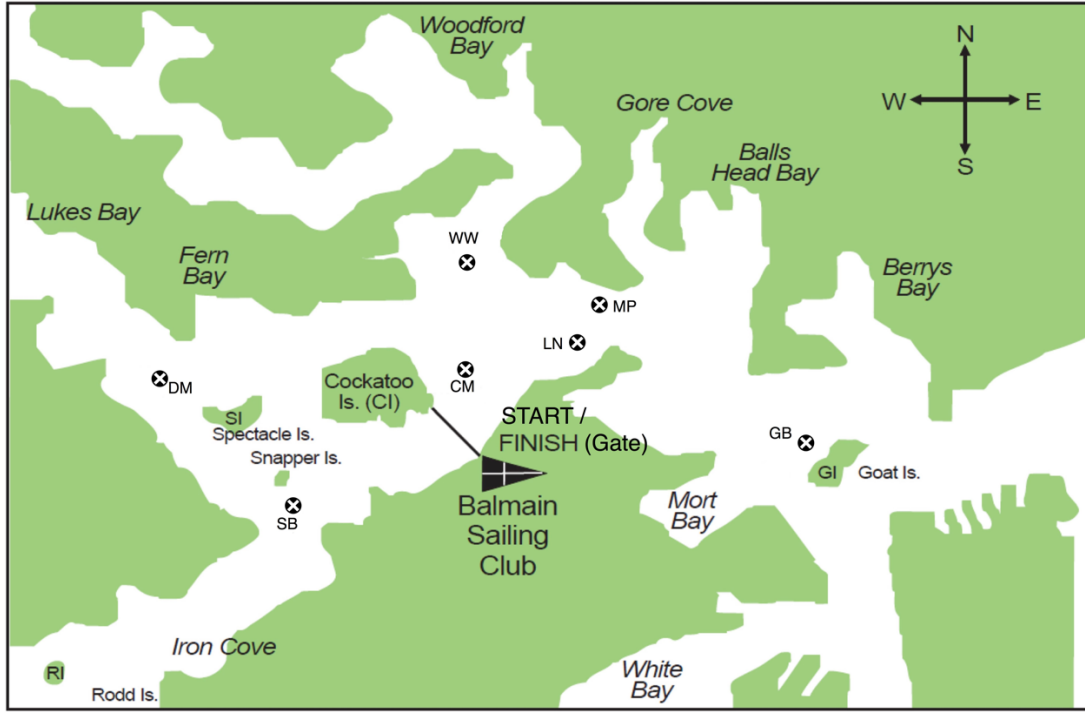 Woodford
Bay
N
W
E
S
Gore Cove
Balls
Head Bay
Lukes Bay
Fern
Bay
WW
Berrys
Bay
MP
LN
DM
Cockatoo
Is. (CI)
CM
SI
Spectacle Is.
Snapper Is.
START /
FINISH (Gate)
GB
GI
Goat Is.
SB
Balmain
Sailing
Club
Mort
Bay
Iron Cove
RI
Rodd Is.
White
Bay